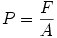 P = F/A